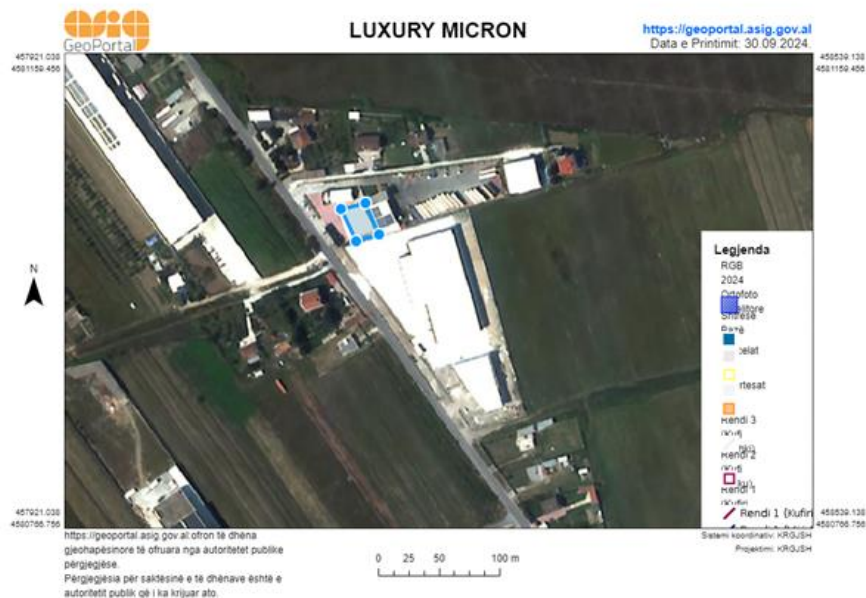 asig
GeoPortal
LUXURY MICRON
https://geoportal.asig.gov.al
Data e Printimit: 30.09.2024.
457921.038
4581159.456
458539.138
4581159.456
N
Legjenda
RGB
2024
Ortofoto
Rendi 3
Rendi 2
Rendi 1 (Kufiri
457921.038
4580766.756
458539.138
4580766.756
https://geoportal.asig.gov.al ofron të dhëna
gjeohapësinore të ofruara nga autoritetet publike
përgjegjëse.
Përgjegjësia për saktësinë e të dhënave është e
autoritetit publik që i ka krijuar ato.
0 25 50 100 m
Sistemi koordinativ: KRGJSH
Projektimi: KRGJSH